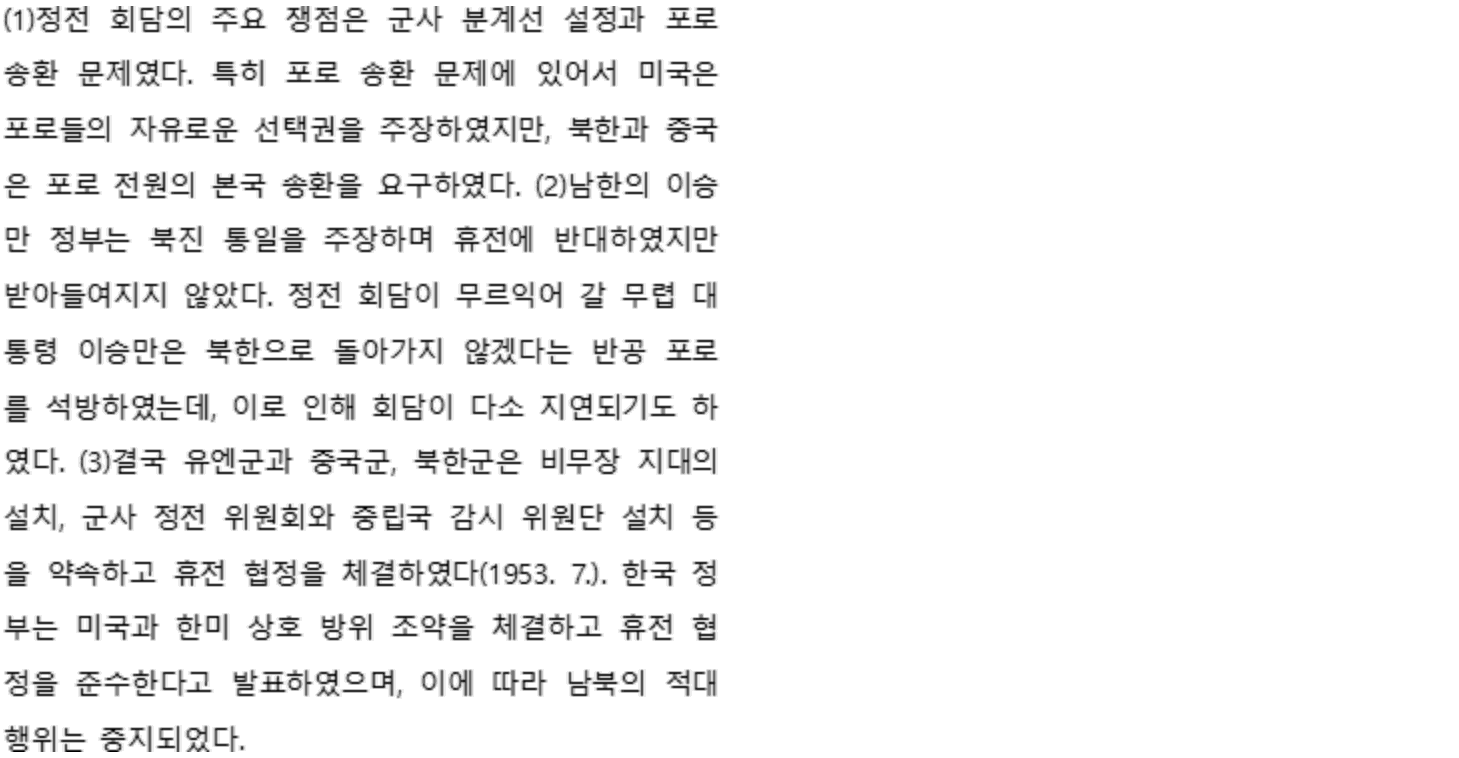 (1)정전 회담의 주요 쟁점은 군사 분계선 설정과 포로
송환 문제였다. 특히 포로 송환 문제에 있어서 미국은
포로들의 자유로운 선택권을 주장하였지만, 북한과 중국
은 포로 전원의 본국 송환을 요구하였다. (2)남한의 이승
만 정부는 북진 통일을 주장하며 휴전에 반대하였지만
받아들여지지 않았다. 정전 회담이 무르익어 갈 무렵 대
통령 이승만은 북한으로 돌아가지 않겠다는 반공 포로
를 석방하였는데, 이로 인해 회담이 다소 지연되기도 하
였다. (3)결국 유엔군과 중국군, 북한군은 비무장 지대의
설치, 군사 정전 위원회와 중립국 감시 위원단 설치 등
을 약속하고 휴전 협정을 체결하였다(1953. 7.). 한국 정
부는 미국과 한미 상호 방위 조약을 체결하고 휴전 협
정을 준수한다고 발표하였으며, 이에 따라 남북의 적대
행위는 중지되었다.